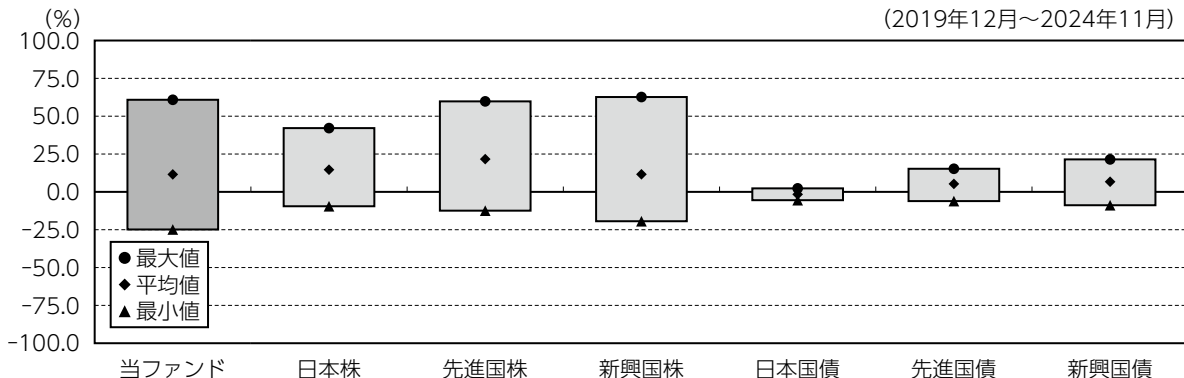 (%)
(2019年12月～2024年11月)
100.0
75.0
50.0
25.0
0.0
-25.0
-50.0
-75.0
-100.0
●最大値
◆平均値
▲最小値
当ファンド 日本株 先進国株 新興国株 日本国債 先進国債 新興国債